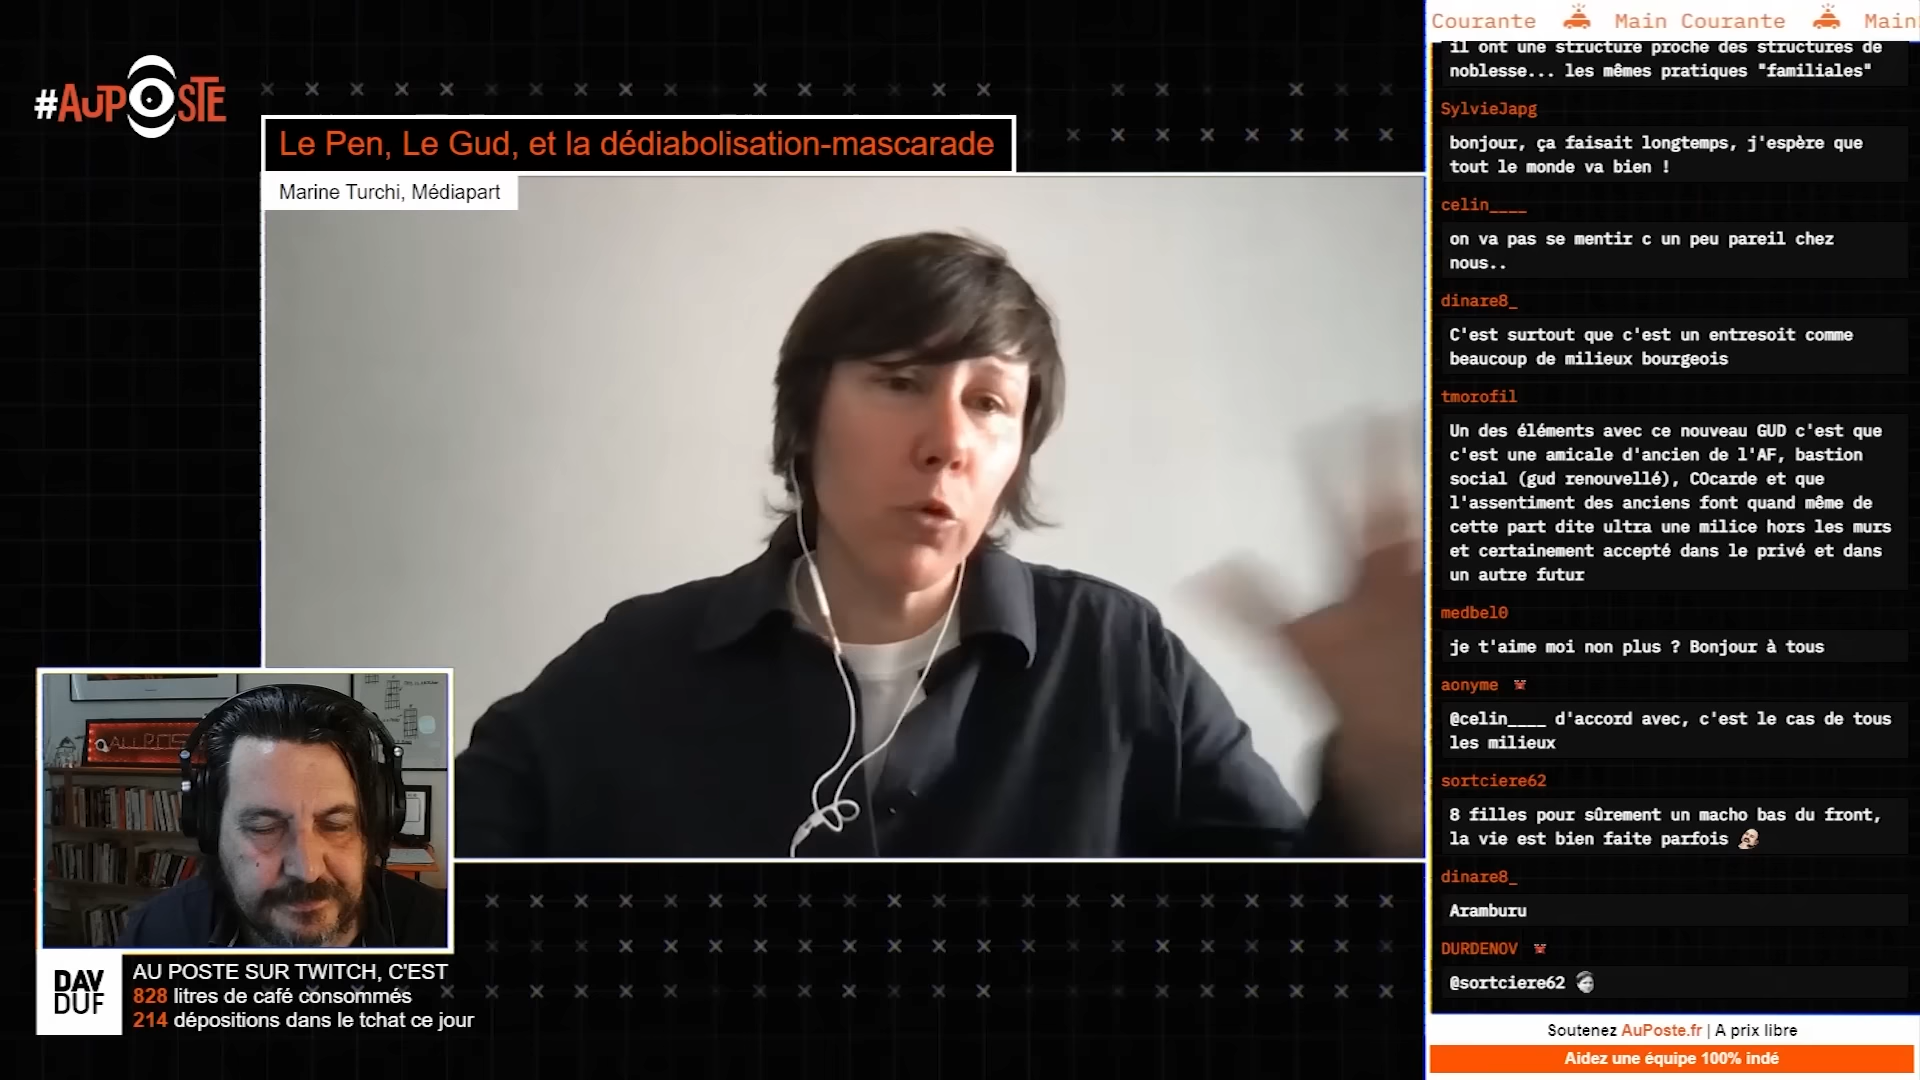 #AUPOSTE
Le Pen, Le Gud, et la dédiabolisation-mascarade
Marine Turchi, Médiapart
DAV
DUF
AU POSTE SUR TWITCH, C'EST
828 litres de café consommés
214 dépositions dans le tchat ce jour
Courante Main Courante Main
il ont une structure proche des structures de
noblesse... les mêmes pratiques "familiales"
SylvieJapg
bonjour, ça faisait longtemps, j'espère que
tout le monde va bien !
celin____
on va pas se mentir c un peu pareil chez
nous..
dinare8_
C'est surtout que c'est un entresoit comme
beaucoup de milieux bourgeois
tmorofil
Un des éléments avec ce nouveau GUD c'est que
c'est une amicale d'ancien de l'AF, bastion
social (gud renouvellé), COcarde et que
l'assentiment des anciens font quand même de
cette part dite ultra une milice hors les murs
et certainement accepté dans le privé et dans
un autre futur
medbel0
je t'aime moi non plus ? Bonjour à tous
aonyme
@celin____ d'accord avec, c'est le cas de tous
les milieux
sortciere62
8 filles pour sûrement un macho bas du front,
la vie est bien faite parfois
dinare8_
Aramburu
DURDENOV
@sortciere62
Soutenez AuPoste.fr | A prix libre
Aidez une équipe 100% indé